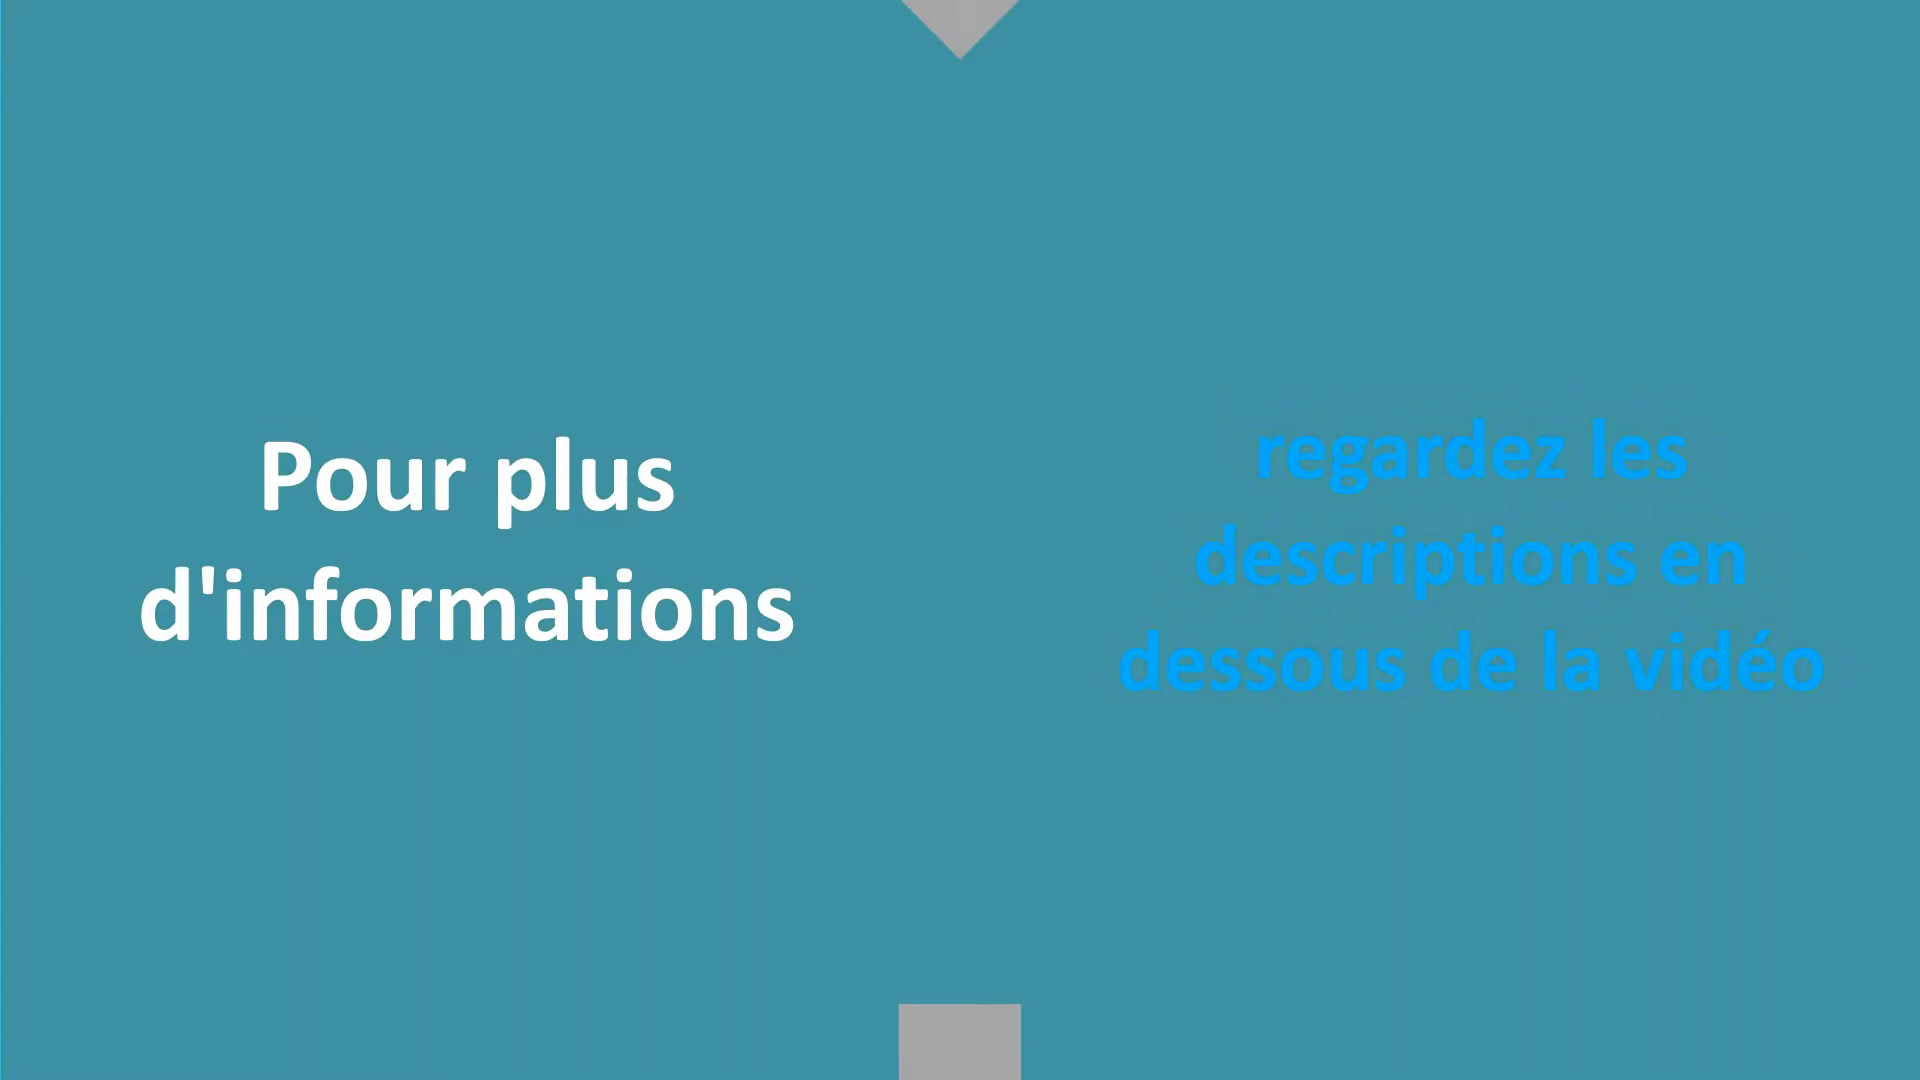 Pour plus
d'informations
regardez les
descriptions en
dessous de la vidéo